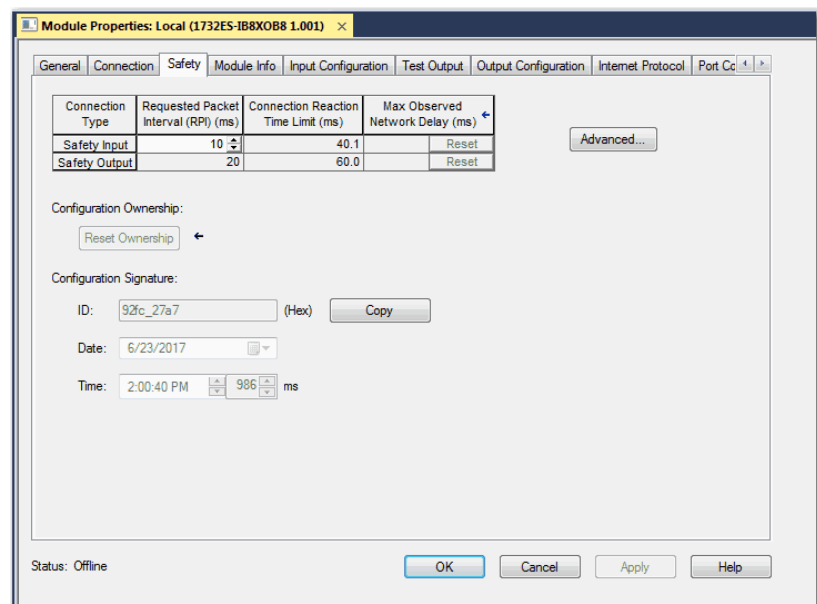 Module Properties: Local (1732ES-IB8XOB8 1.001) ×
General Connection Safety Module Info Input Configuration Test Output Output Configuration Internet Protocol Port Cc
Connection Type Requested Packet Interval (RPI) (ms) Connection Reaction Time Limit (ms) Max Observed Network Delay (ms)
Safety Input 10 40.1 Reset
Safety Output 20 60.0 Reset
Advanced...
Configuration Ownership:
Reset Ownership
Configuration Signature:
ID: 92fc_27a7 (Hex) Copy
Date: 6/23/2017
Time: 2:00:40 PM 986 ms
Status: Offline OK Cancel Apply Help